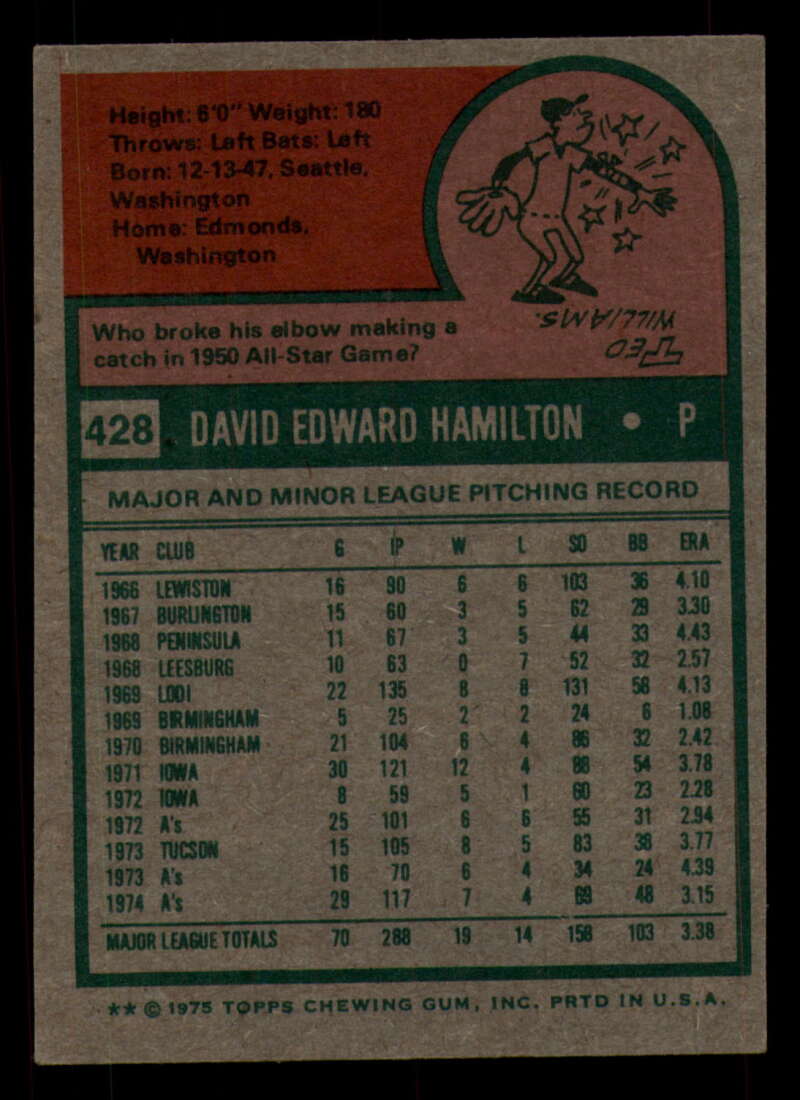 Height: 6'0" Weight: 180
Throws: Left Bats: Left
Born: 12-13-47, Seattle,
Washington
Home: Edmonds,
Washington
Who broke his elbow making a
catch in 1950 All-Star Game?
TED
WILLIAMS.
428 DAVID EDWARD HAMILTON • P
MAJOR AND MINOR LEAGUE PITCHING RECORD
YEAR CLUB G IP W L SO BB ERA
1966 LEWISTON 16 90 6 6 103 36 4.10
1967 BURLINGTON 15 60 3 5 62 29 3.30
1968 PENINSULA 11 67 3 5 44 33 4.43
1968 LEESBURG 10 63 0 7 52 32 2.57
1969 LODI 22 135 8 8 131 58 4.13
1969 BIRMINGHAM 5 25 2 2 24 6 1.08
1970 BIRMINGHAM 21 104 6 4 86 32 2.42
1971 IOWA 30 121 12 4 88 54 3.78
1972 IOWA 8 59 5 1 60 23 2.28
1972 A's 25 101 6 6 55 31 2.94
1973 TUCSON 15 105 8 5 83 38 3.77
1973 A's 16 70 6 4 34 24 4.39
1974 A's 29 117 7 4 69 48 3.15
MAJOR LEAGUE TOTALS 70 288 19 14 158 103 3.38
** © 1975 TOPPS CHEWING GUM, INC. PRTD IN U.S.A.